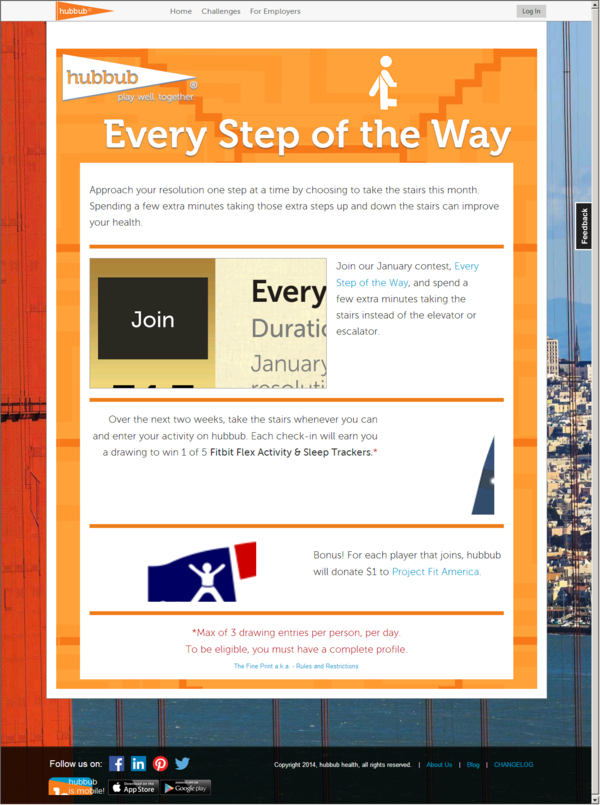 hubbub®
Home Challenges For Employers Log In
hubbub®
play well. together
Every Step of the Way
Approach your resolution one step at a time by choosing to take the stairs this month.
Spending a few extra minutes taking those extra steps up and down the stairs can improve
your health.
Feedback
Join
Every
Duratio
January
resoluti
Join our January contest, Every
Step of the Way, and spend a
few extra minutes taking the
stairs instead of the elevator or
escalator.
Over the next two weeks, take the stairs whenever you can
and enter your activity on hubbub. Each check-in will earn you
a drawing to win 1 of 5 Fitbit Flex Activity & Sleep Trackers.*
Bonus! For each player that joins, hubbub
will donate $1 to Project Fit America.
*Max of 3 drawing entries per person, per day.
To be eligible, you must have a complete profile.
The Fine Print a.k.a. - Rules and Restrictions
Follow us on:
Copyright 2014, hubbub health, all rights reserved. | About Us | Blog | CHANGELOG
hubbub
is mobile!
Download on the
App Store
Google play